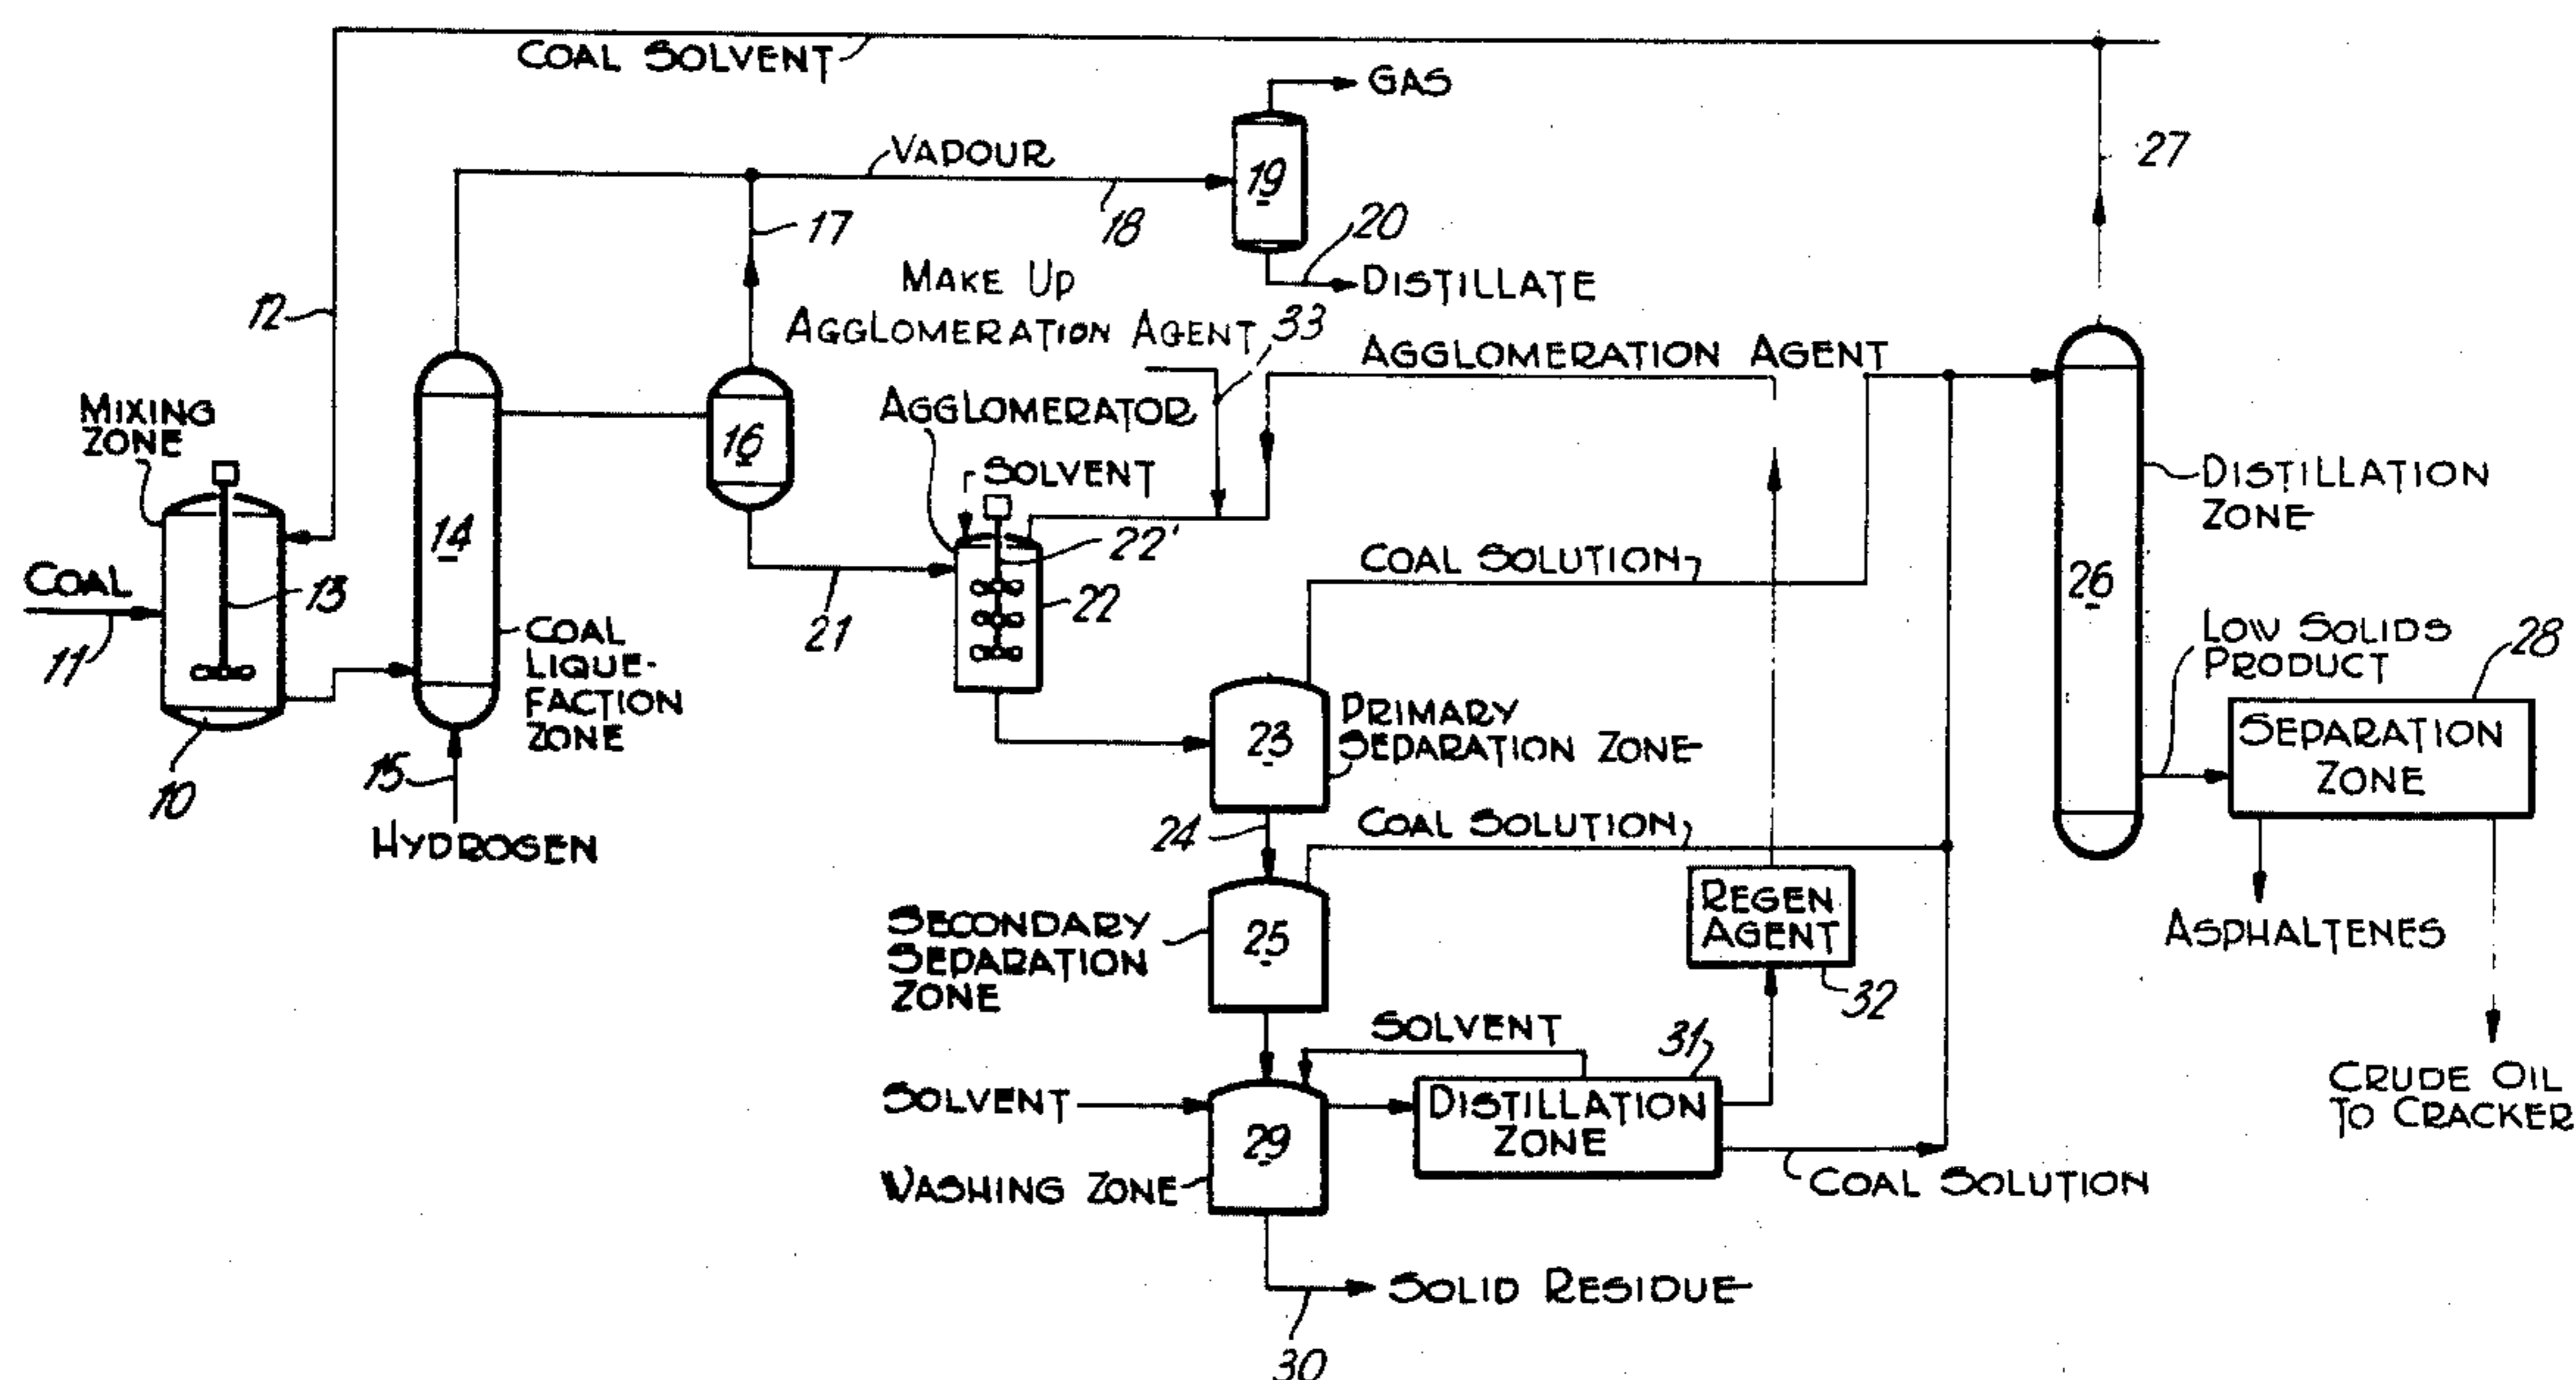 COAL SOLVENT
GAS
VAPOUR
27
19
17
18
20
MAKE UP
AGGLOMERATION AGENT
33
DISTILLATE
12
AGGLOMERATION AGENT
MIXING
ZONE
AGGLOMERATOR
16
SOLVENT
DISTILLATION
ZONE
14
22'
COAL SOLUTION
COAL
13
22
26
11
21
COAL
LIQUE-
FACTION
ZONE
LOW SOLIDS
PRODUCT
28
PRIMARY
SEPARATION ZONE
23
SEPARATION
ZONE
10
15
HYDROGEN
24
COAL SOLUTION
REGEN
AGENT
SECONDARY
SEPARATION
ZONE
25
ASPHALTENES
32
SOLVENT
31
SOLVENT
DISTILLATION
ZONE
29
CRUDE OIL
TO CRACKER
WASHING ZONE
COAL SOLUTION
SOLID RESIDUE
30